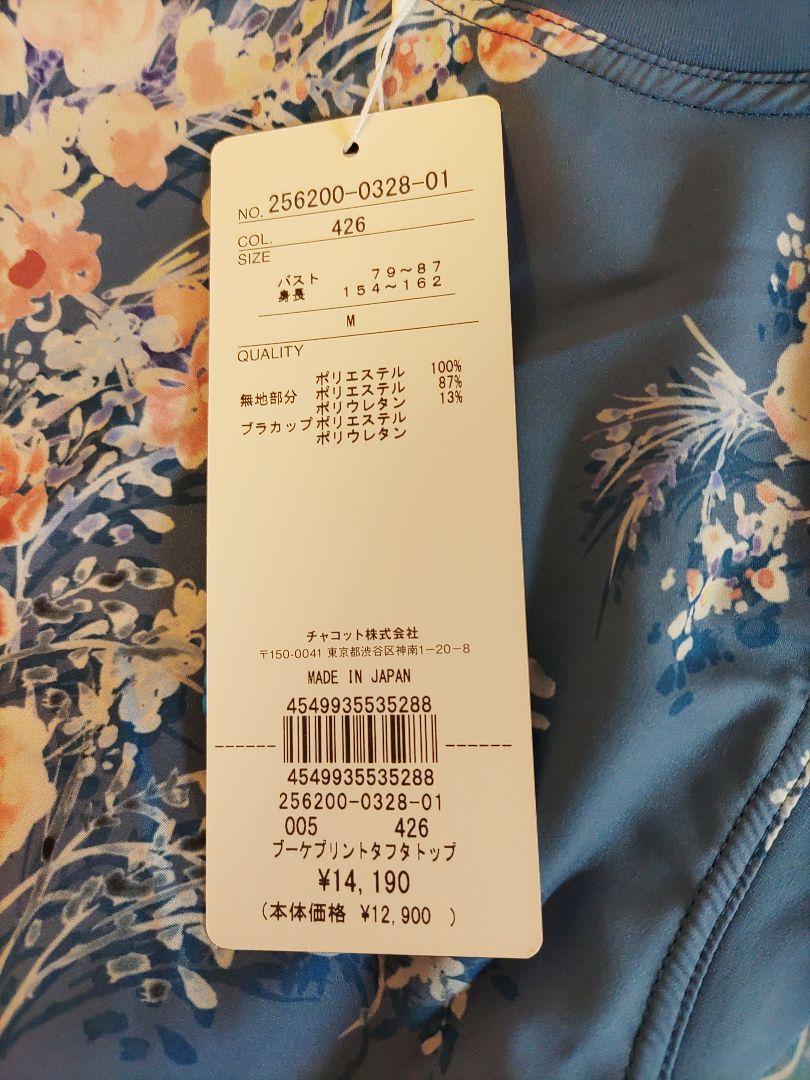 NO. 256200-0328-01
COL. 426
SIZE
バスト 79～87
身長 154～162
M
QUALITY
ポリエステル 100%
無地部分 ポリエステル 87%
ポリウレタン 13%
ブラカップ ポリエステル
ポリウレタン
チャコット株式会社
〒150-0041 東京都渋谷区神南1-20-8
MADE IN JAPAN
4549935535288
4549935535288
256200-0328-01
005 426
ブーケプリントタフタトップ
¥14,190
(本体価格 ¥12,900 )